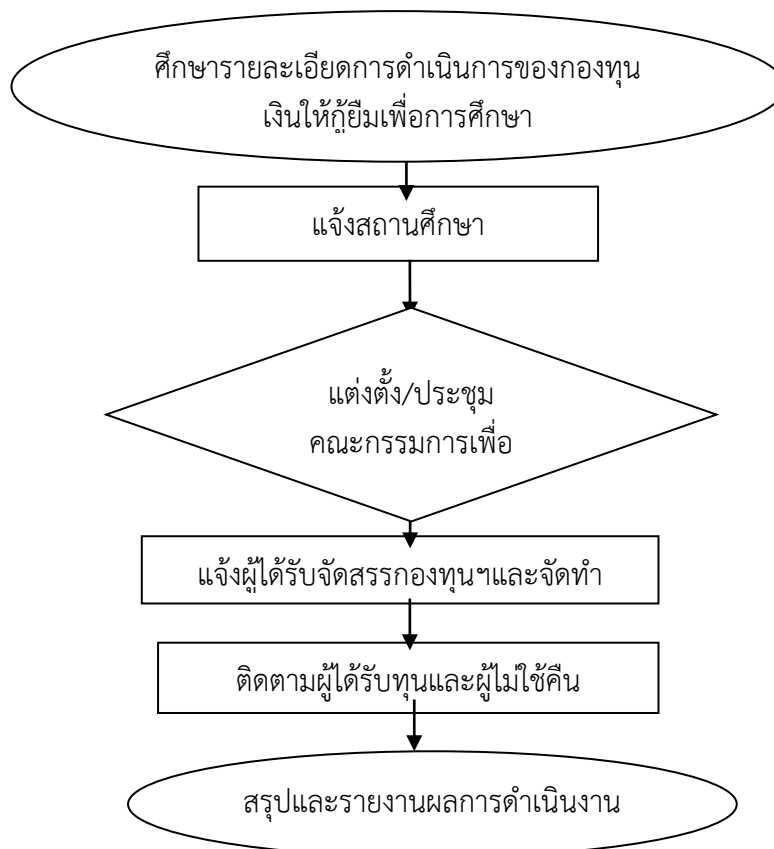 ศึกษารายละเอียดการดำเนินการของกองทุน
เงินให้กู้ยืมเพื่อการศึกษา
แจ้งสถานศึกษา
แต่งตั้ง/ประชุม
คณะกรรมการเพื่อ
แจ้งผู้ได้รับจัดสรรกองทุนฯและจัดทำ
ติดตามผู้ได้รับทุนและผู้ไม่ใช้คืน
สรุปและรายงานผลการดำเนินงาน